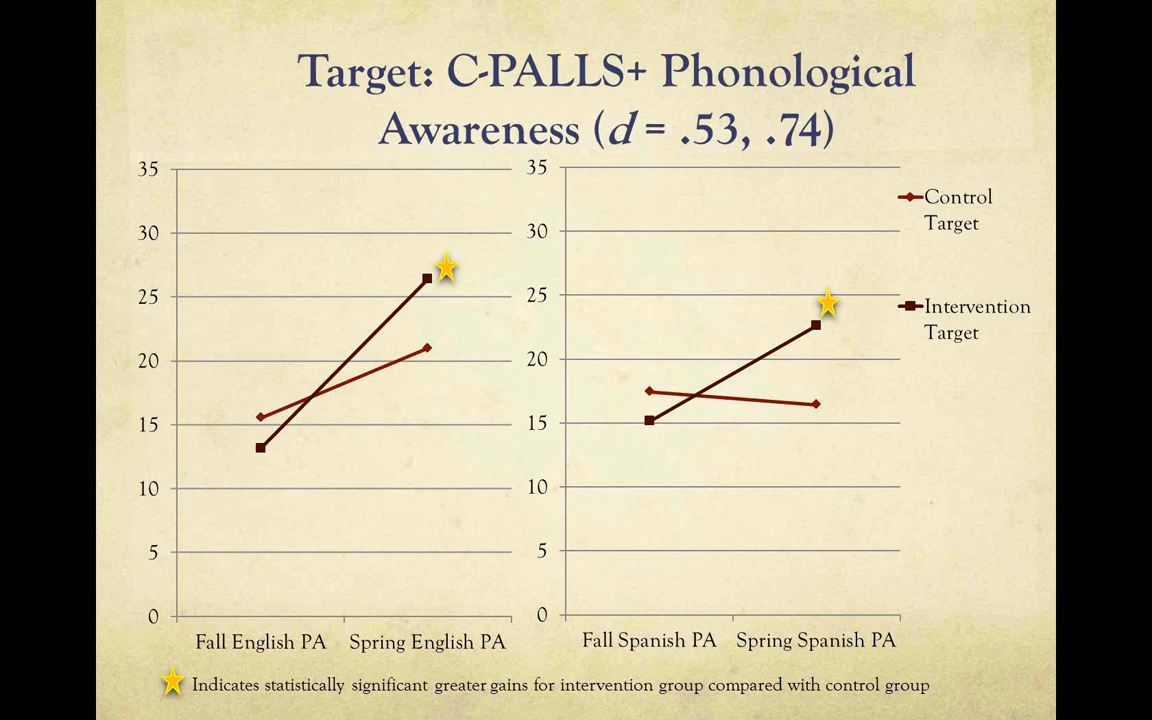 Target: C-PALLS+ Phonological
Awareness (d = .53, .74)
35
30
25
20
15
10
5
0
Fall English PA
Spring English PA
35
30
25
20
15
10
5
0
Fall Spanish PA
Spring Spanish PA
Control
Target
Intervention
Target
Indicates statistically significant greater gains for intervention group compared with control group